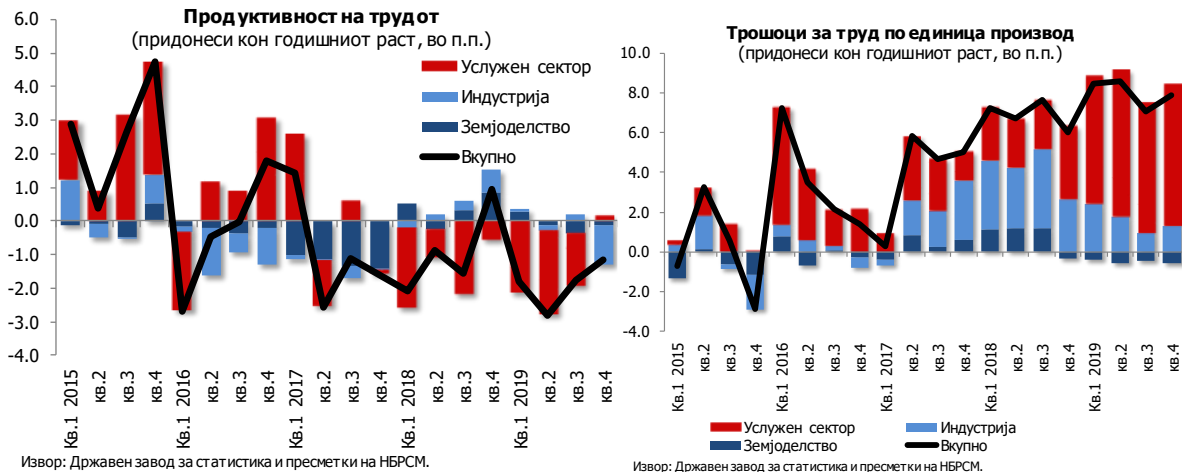 Продуктивност на трудот
(придонеси кон годишниот раст, во п.п.)
6.0
5.0
4.0
3.0
2.0
1.0
0.0
-1.0
-2.0
-3.0
-4.0
Услужен сектор
Индустрија
Земјоделство
Вкупно
Кв.1 2015
кв.2
кв.3
кв.4
Кв.1 2016
кв.2
кв.3
кв.4
Кв.1 2017
кв.2
кв.3
кв.4
Кв.1 2018
кв.2
кв.3
кв.4
Кв.1 2019
кв.2
кв.3
кв.4
Извор: Државен завод за статистика и пресметки на НБРСМ.
Трошоци за труд по единица производ
(придонеси кон годишниот раст, во п.п.)
10.0
8.0
6.0
4.0
2.0
0.0
-2.0
-4.0
Кв.1 2015
кв.2
кв.3
кв.4
Кв.1 2016
кв.2
кв.3
кв.4
Кв.1 2017
кв.2
кв.3
кв.4
Кв.1 2018
кв.2
кв.3
кв.4
Кв.1 2019
кв.2
кв.3
кв.4
Услужен сектор
Индустрија
Земјоделство
Вкупно
Извор: Државен завод за статистика и пресметки на НБРСМ.